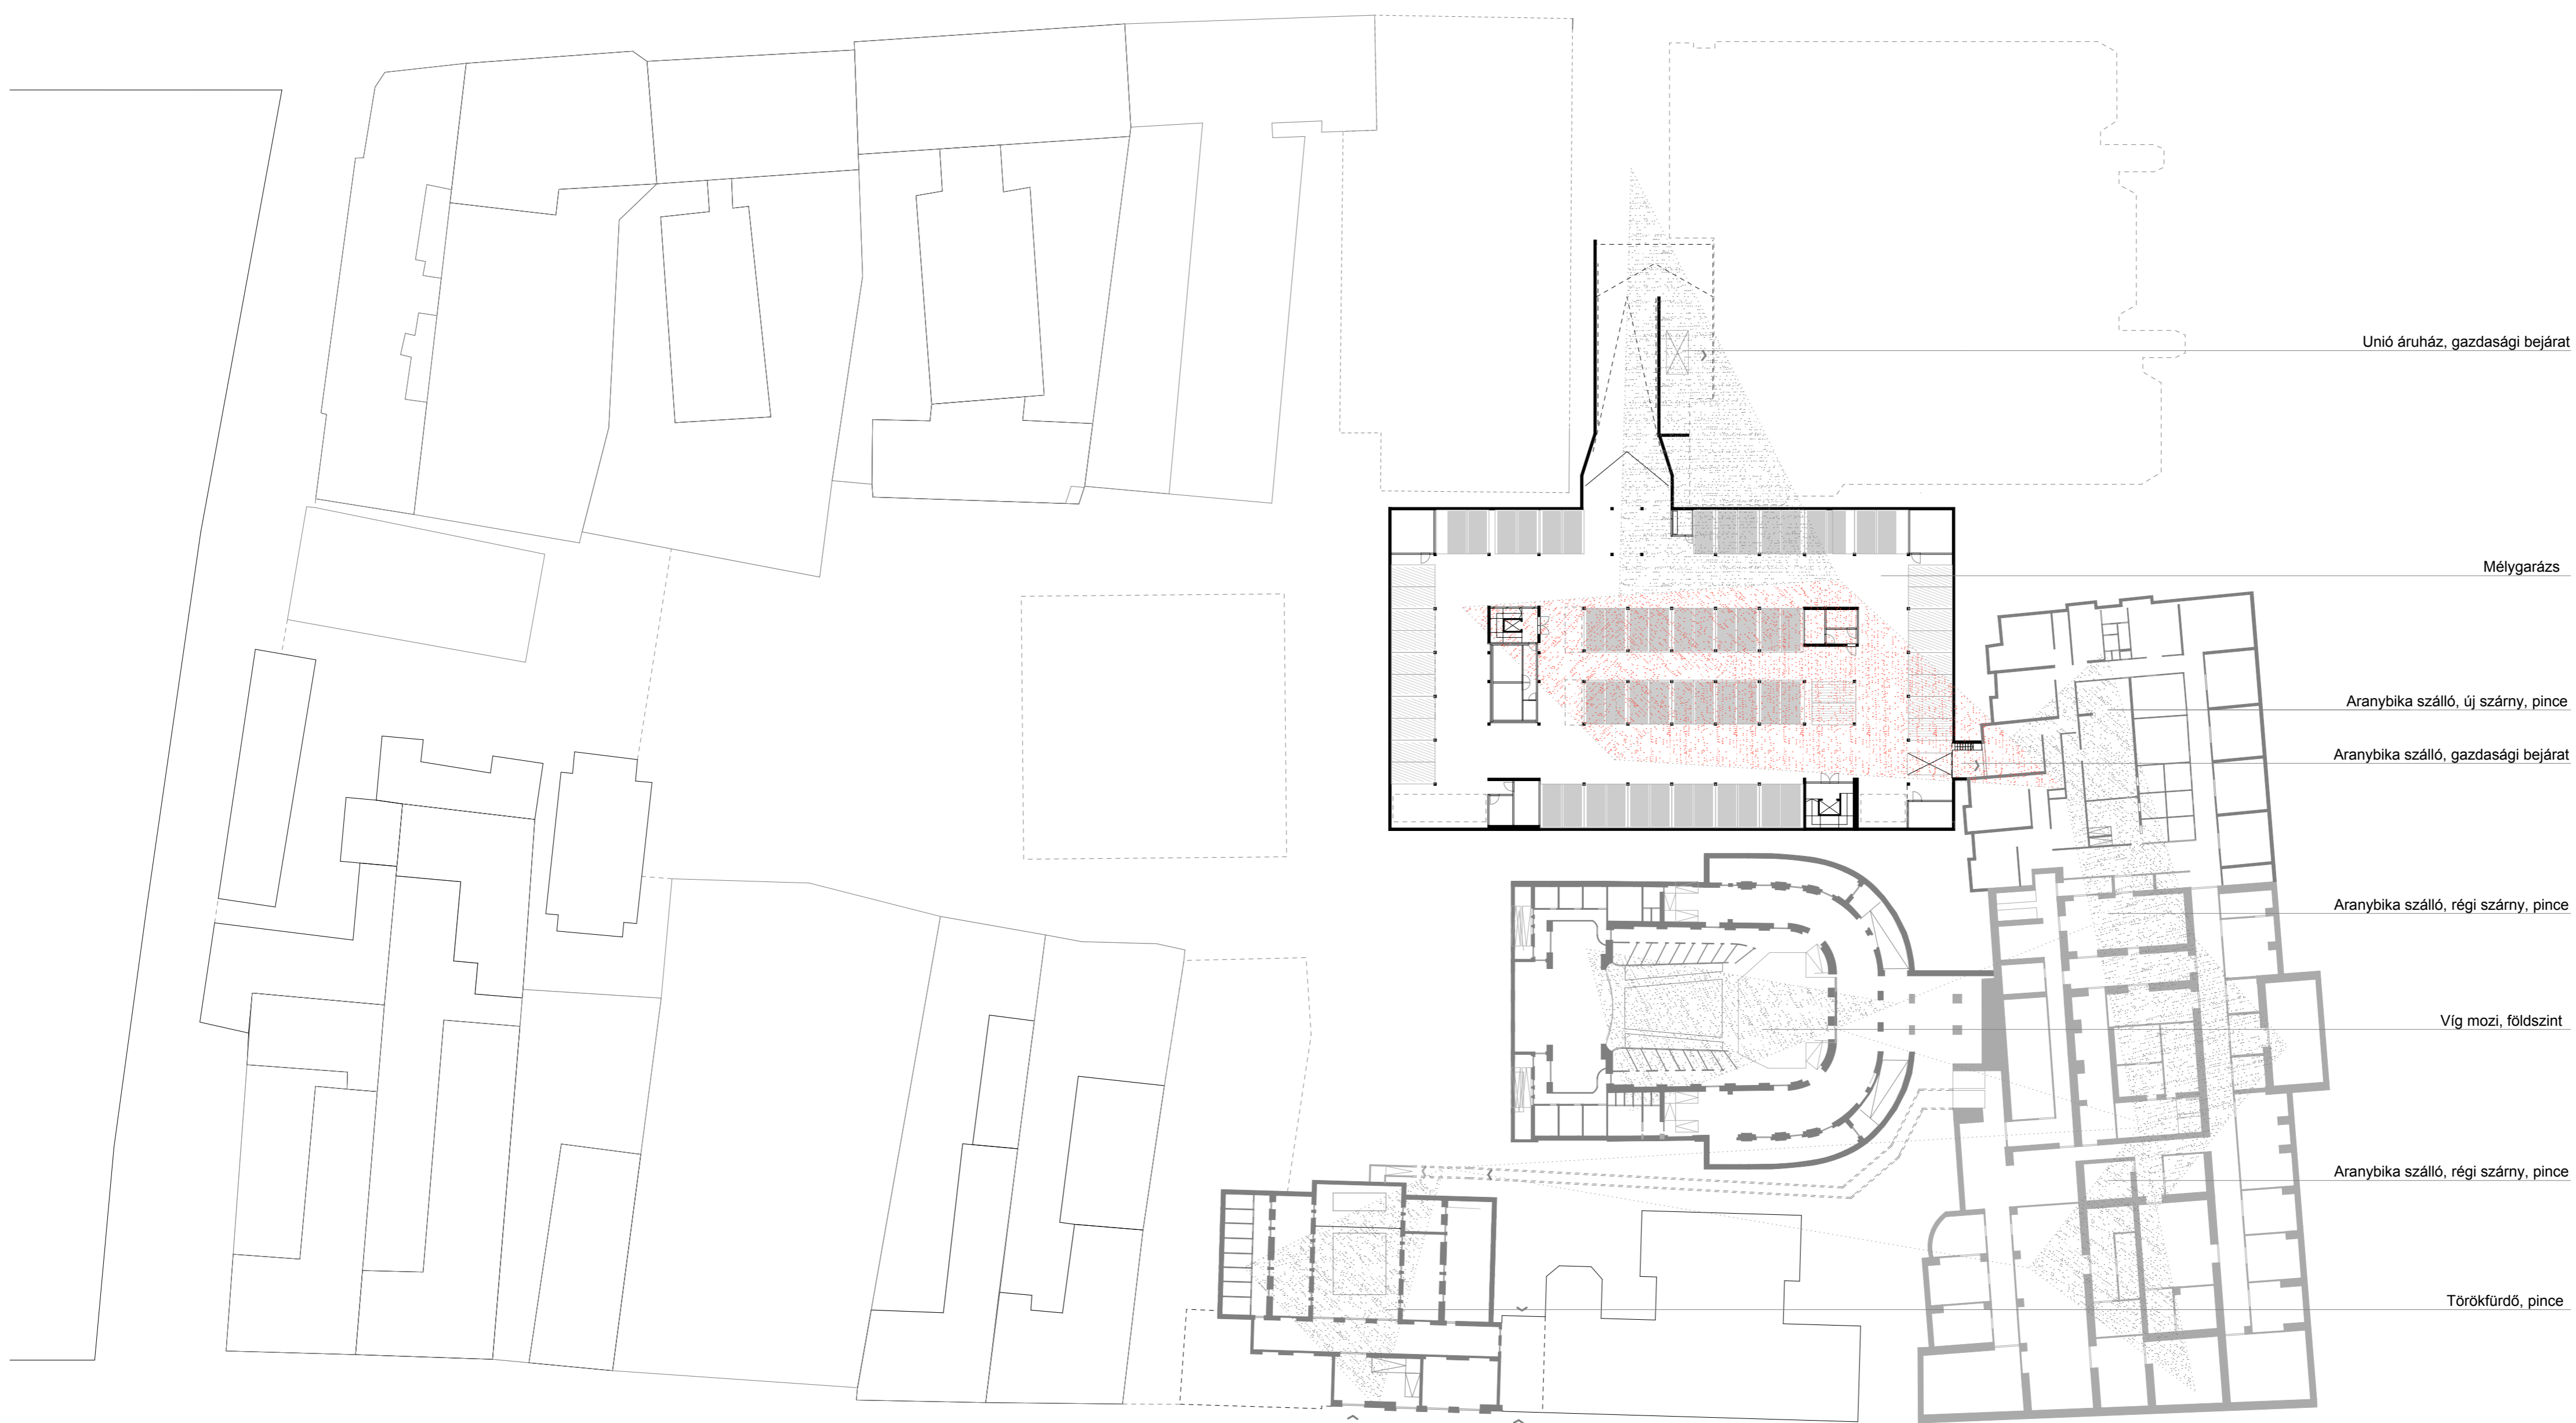 Unió áruház, gazdasági bejárat
Mélygarázs
Aranybika szálló, új szárny, pince
Aranybika szálló, gazdasági bejárat
Aranybika szálló, régi szárny, pince
Víg mozi, földszint
Aranybika szálló, régi szárny, pince
Törökfürdő, pince